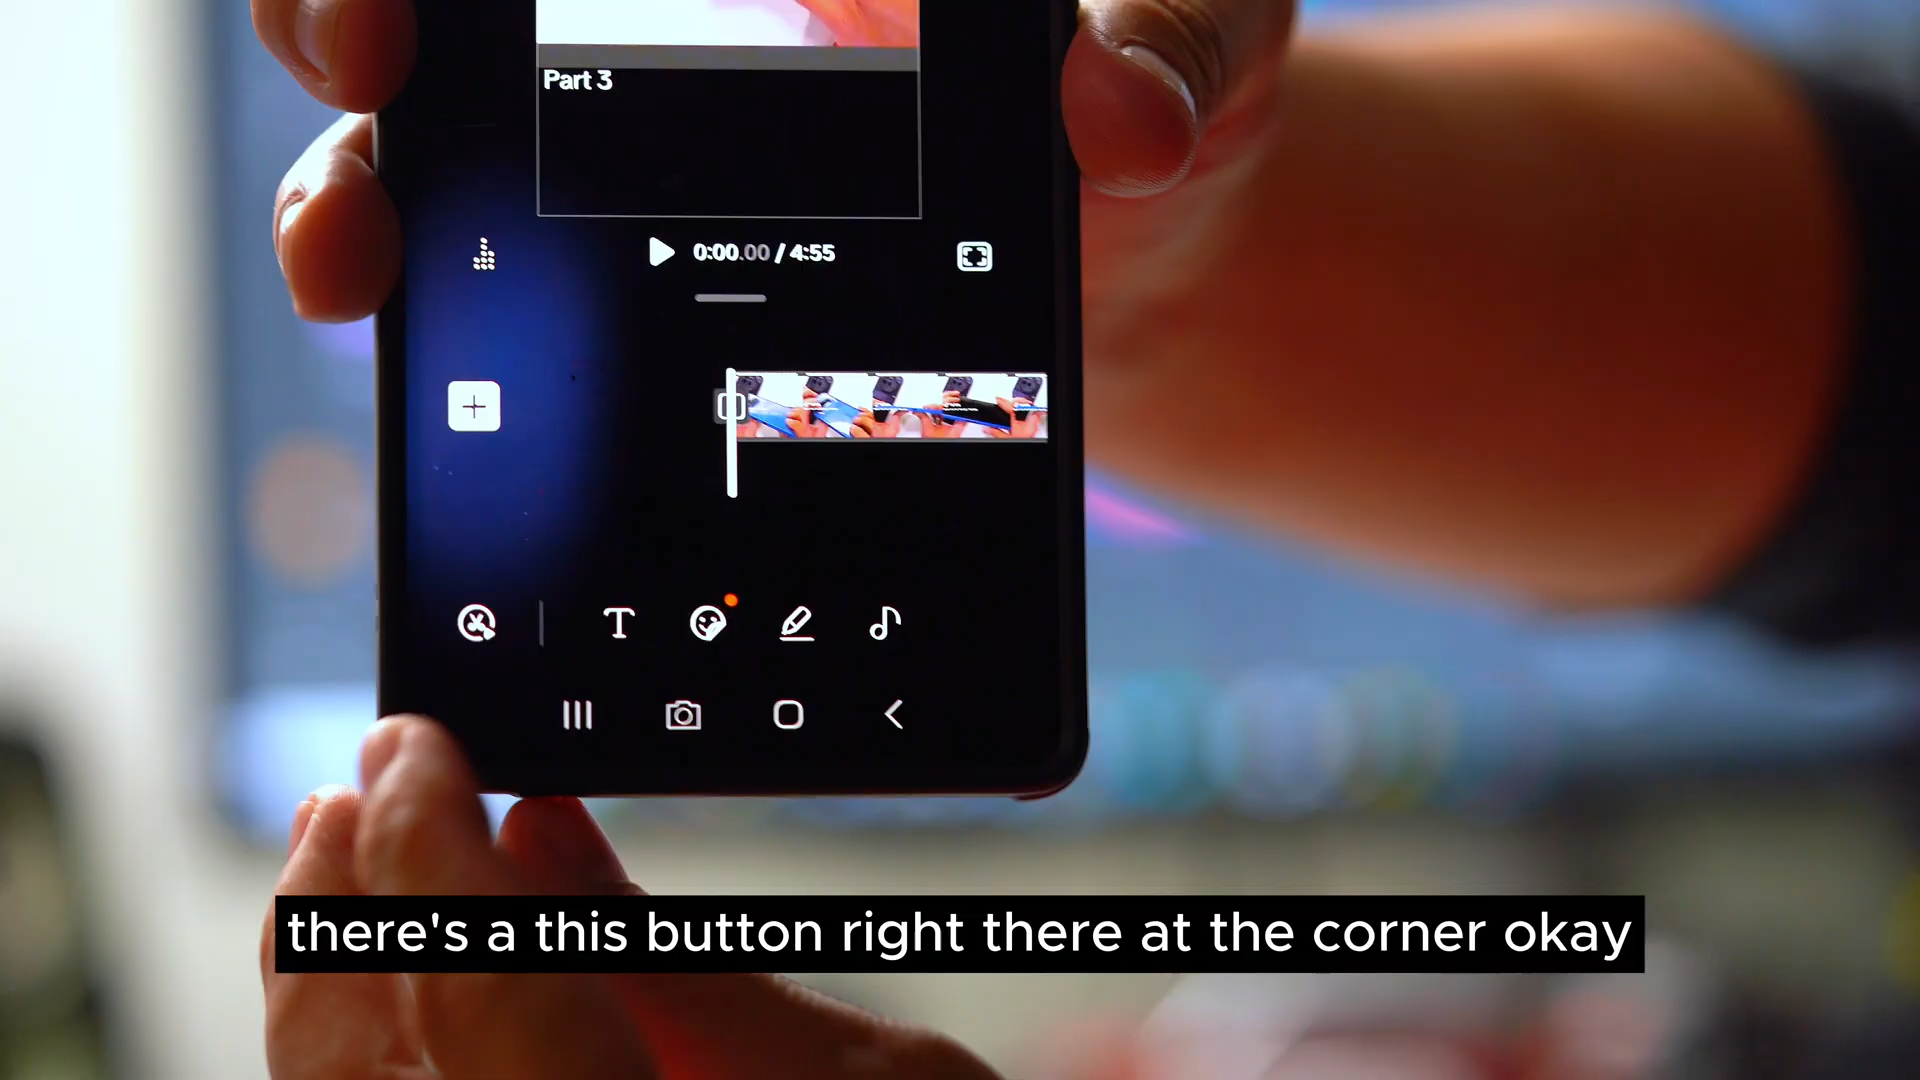 Part 3
0:00.00 / 4:55
T
there's a this button right there at the corner okay